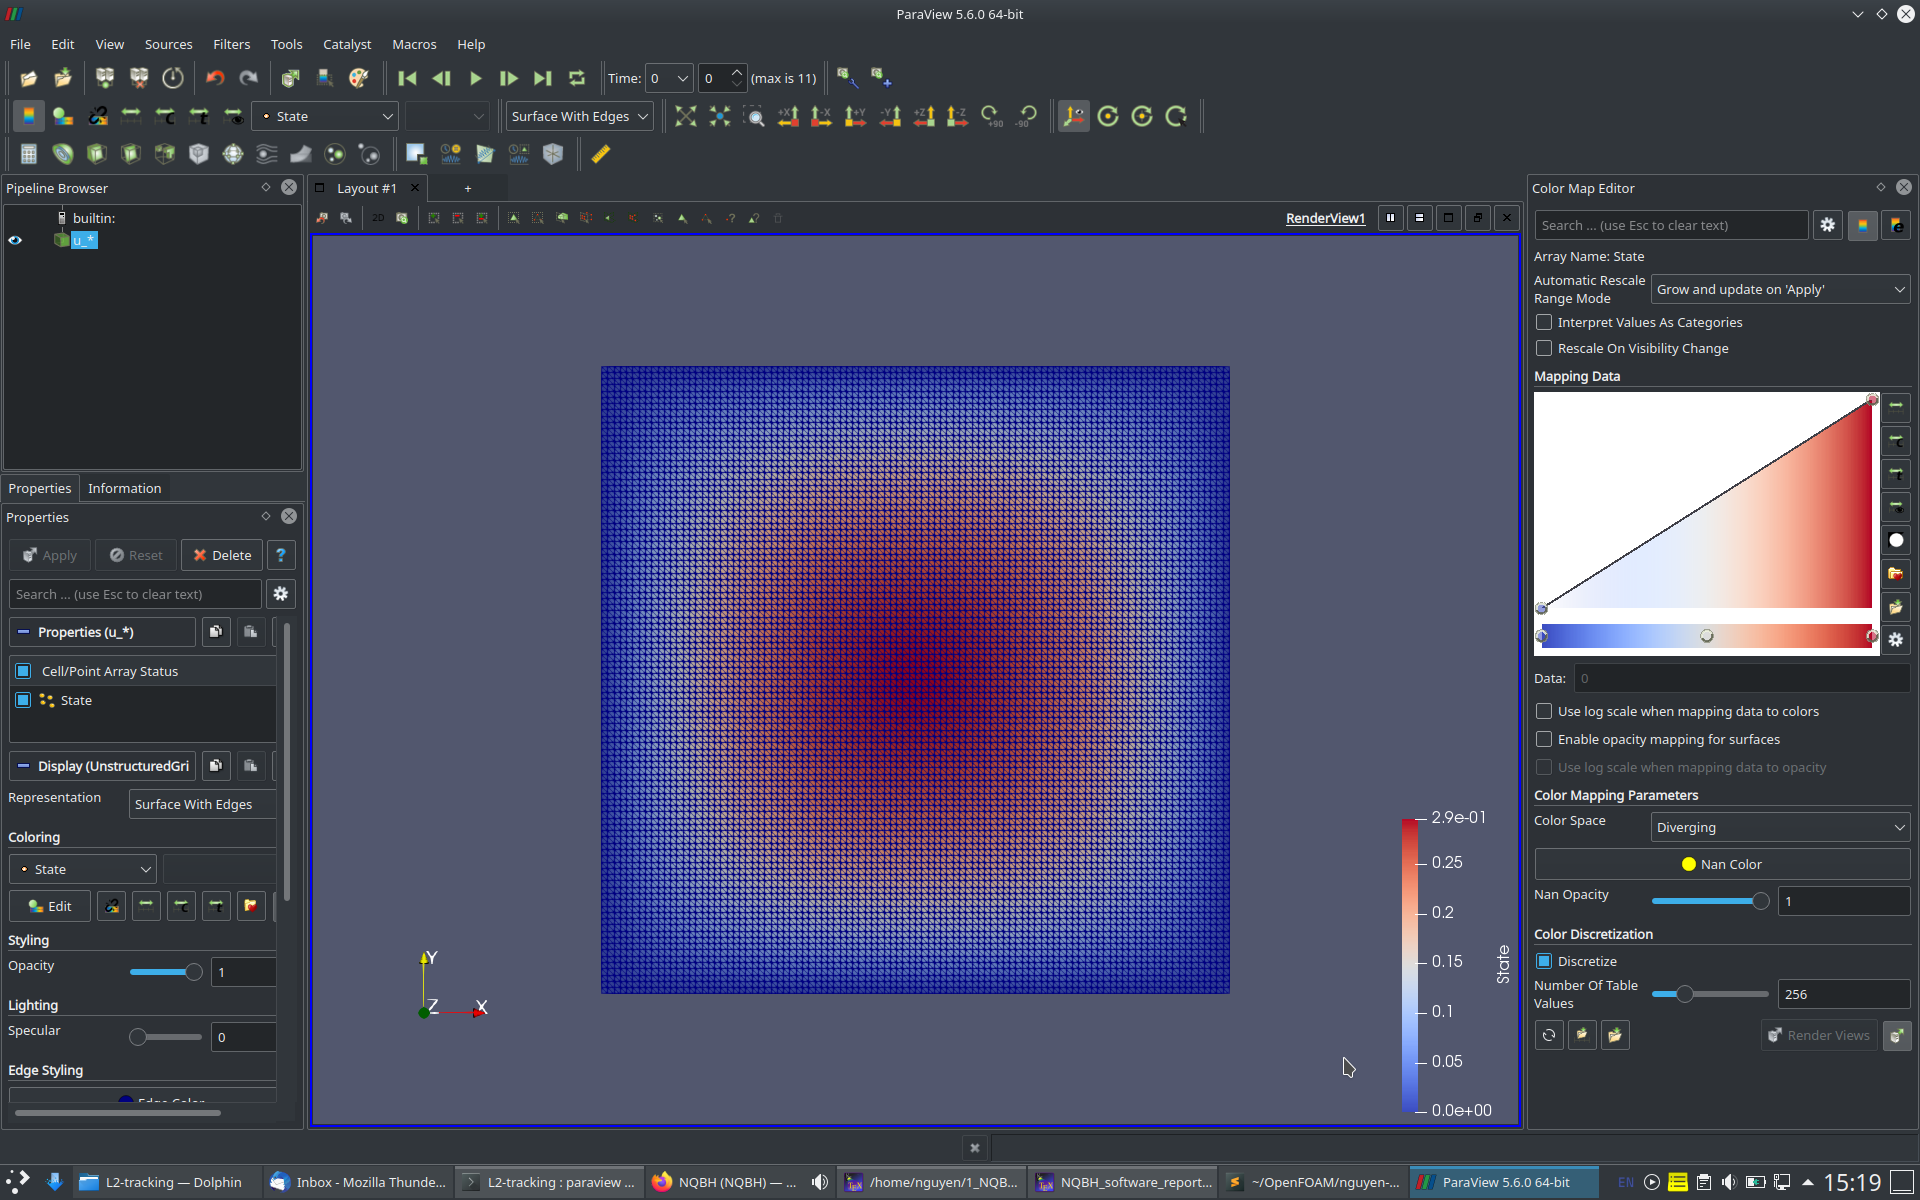 ParaView 5.6.0 64-bit
File Edit View Sources Filters Tools Catalyst Macros Help
Time: 0 0 (max is 11)
State Surface With Edges +X -X +Y -Y +Z -Z +90 -90
Pipeline Browser
builtin:
u_*
Properties Information
Properties
Apply Reset Delete ?
Search ... (use Esc to clear text)
Properties (u_*)
Cell/Point Array Status
State
Display (UnstructuredGri
Representation Surface With Edges
Coloring
State
Edit
Styling
Opacity 1
Lighting
Specular 0
Edge Styling
Edge Color
Layout #1 +
2D RenderView1
2.9e-01
0.25
0.2
0.15
0.1
0.05
0.0e+00
State
Y
Z X
Color Map Editor
Search ... (use Esc to clear text)
Array Name: State
Automatic Rescale
Range Mode
Grow and update on 'Apply'
Interpret Values As Categories
Rescale On Visibility Change
Mapping Data
Data: 0
Use log scale when mapping data to colors
Enable opacity mapping for surfaces
Use log scale when mapping data to opacity
Color Mapping Parameters
Color Space Diverging
Nan Color
Nan Opacity 1
Color Discretization
Discretize
Number Of Table
Values
256
Render Views
L2-tracking — Dolphin Inbox - Mozilla Thunde... L2-tracking : paraview ... NQBH (NQBH) — ... /home/nguyen/1_NQB... NQBH_software_report... ~/OpenFOAM/nguyen-... ParaView 5.6.0 64-bit EN 15:19